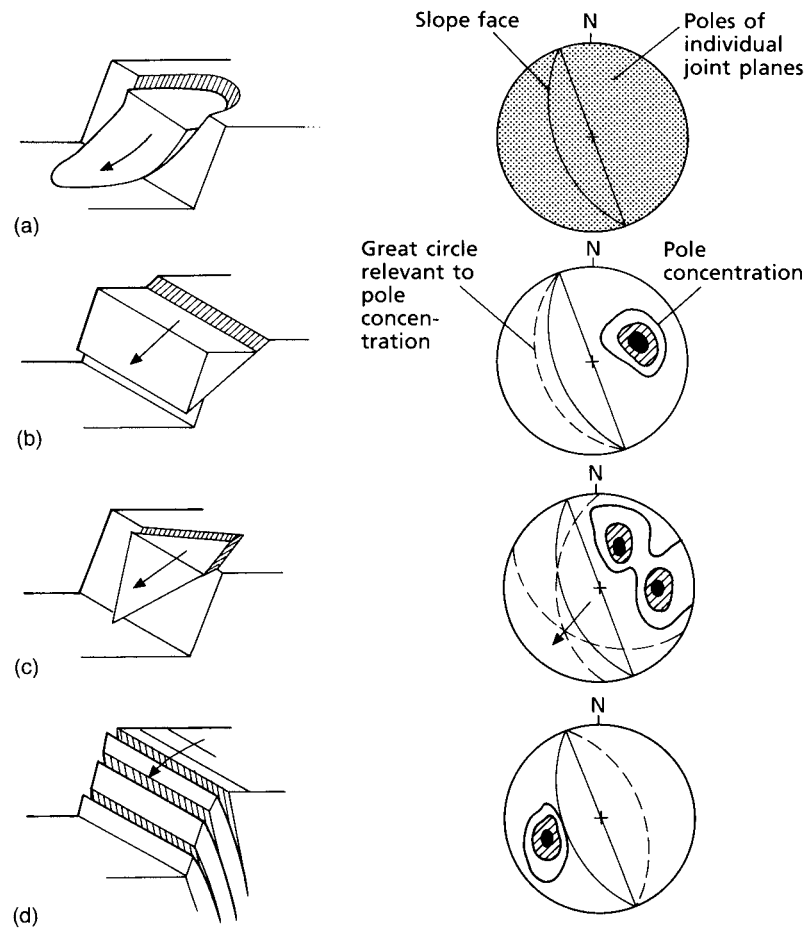 Slope face
N
Poles of
individual
joint planes
(a)
Great circle
relevant to
pole
concen-
tration
N
Pole
concentration
(b)
N
(c)
N
(d)